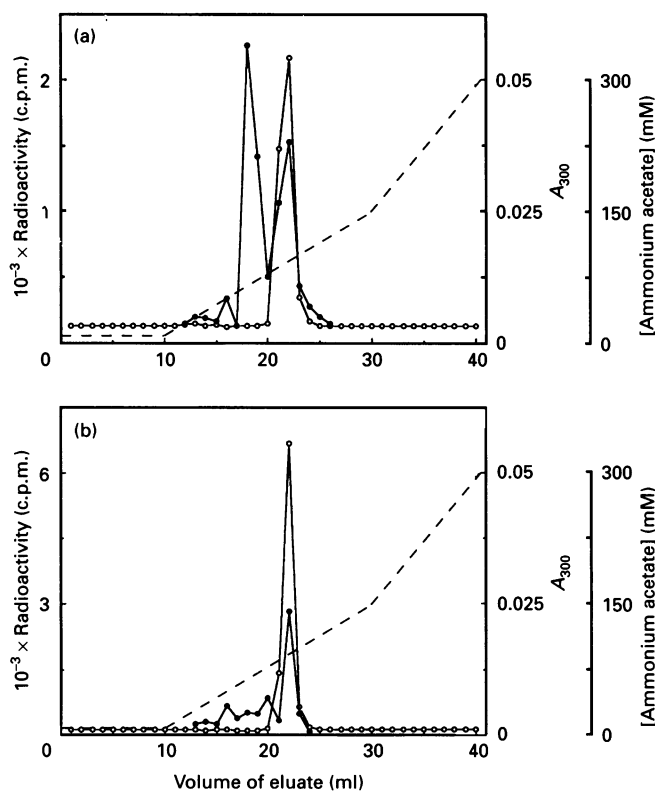 (a)
10⁻³ × Radioactivity (c.p.m.)
2
1
0
0 10 20 30 40
0.05
0.025
0
A₃₀₀
300
150
0
[Ammonium acetate] (mM)
(b)
10⁻³ × Radioactivity (c.p.m.)
6
3
0 10 20 30 40
0.05
0.025
0
A₃₀₀
300
150
0
[Ammonium acetate] (mM)
Volume of eluate (ml)